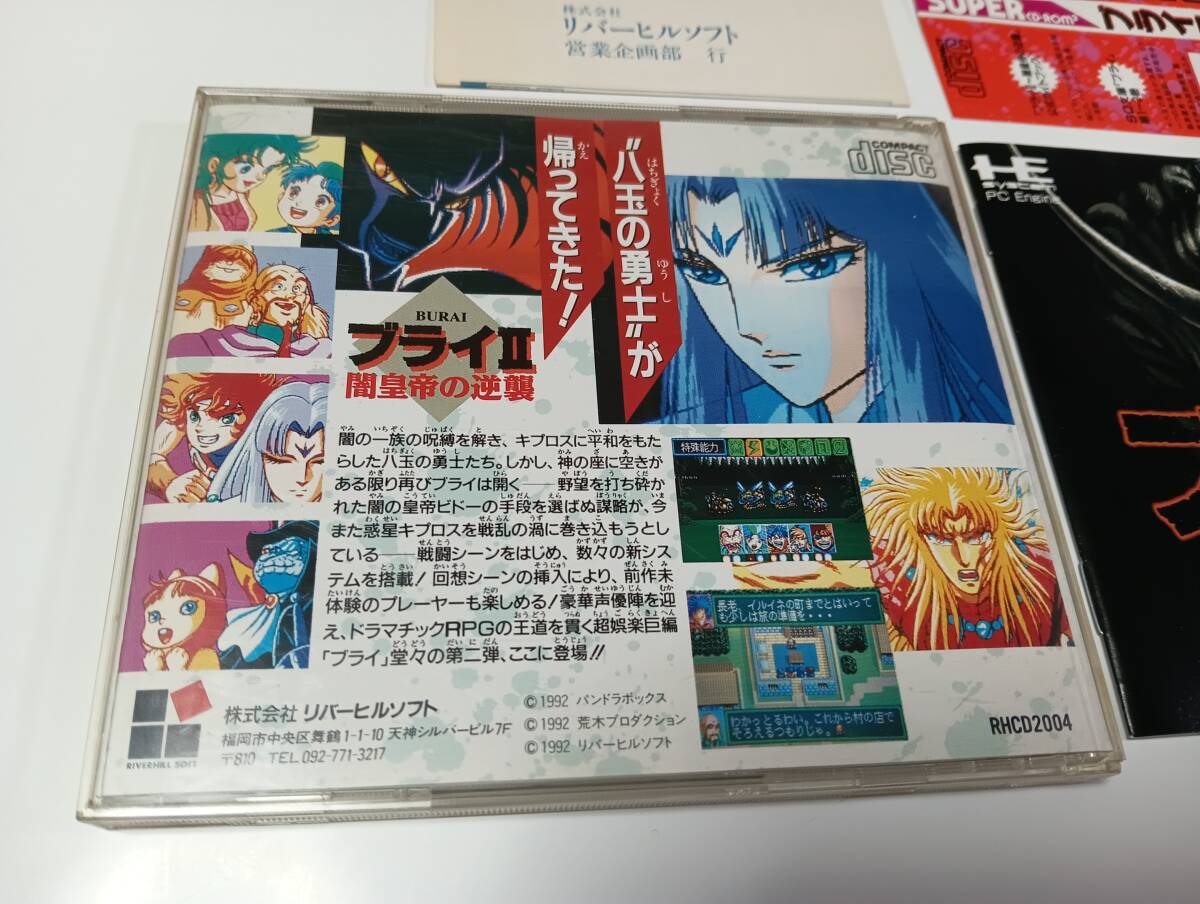 株式会社
リバーヒルソフト
営業企画部 行
SUPER CD-ROM²
ブライ
HE SYSTEM
PC Engine
COMPACT disc
“八玉の勇士”が
はちぎょく ゆうし
帰ってきた!
かえ
BURAI
ブライII
闇皇帝の逆襲
闇の一族の呪縛を解き、キプロスに平和をもた
らした八玉の勇士たち。しかし、神の座に空きが
ある限り再びブライは開く――野望を打ち砕か
れた闇の皇帝ビドーの手段を選ばぬ謀略が、今
また惑星キプロスを戦乱の渦に巻き込もうとし
ている――戦闘シーンをはじめ、数々の新シス
テムを搭載! 回想シーンの挿入により、前作未
体験のプレーヤーも楽しめる!豪華声優陣を迎
え、ドラマチックRPGの王道を貫く超娯楽巨編
「ブライ」堂々の第二弾、ここに登場!!
特殊能力
長老、イルイネの町までとはいって
も少しは旅の準備を・・・
わかっとるわい。これから村の店で
そろえるつもりじゃ。
RIVERHILL SOFT
株式会社 リバーヒルソフト
福岡市中央区舞鶴1-1-10 天神シルバービル7F
〒810 TEL 092-771-3217
©1992 パンドラボックス
©1992 荒木プロダクション
©1992 リバーヒルソフト
RHCD2004